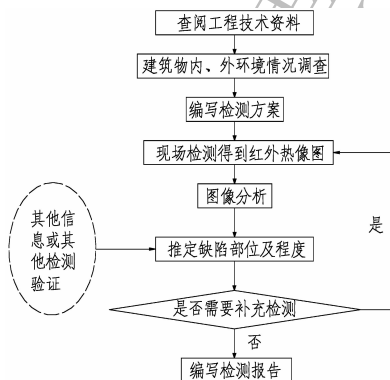 查阅工程技术资料
建筑物内、外环境情况调查
编写检测方案
现场检测得到红外热像图
图像分析
其他信
息或其
他检测
验证
推定缺陷部位及程度
是
是否需要补充检测
否
编写检测报告